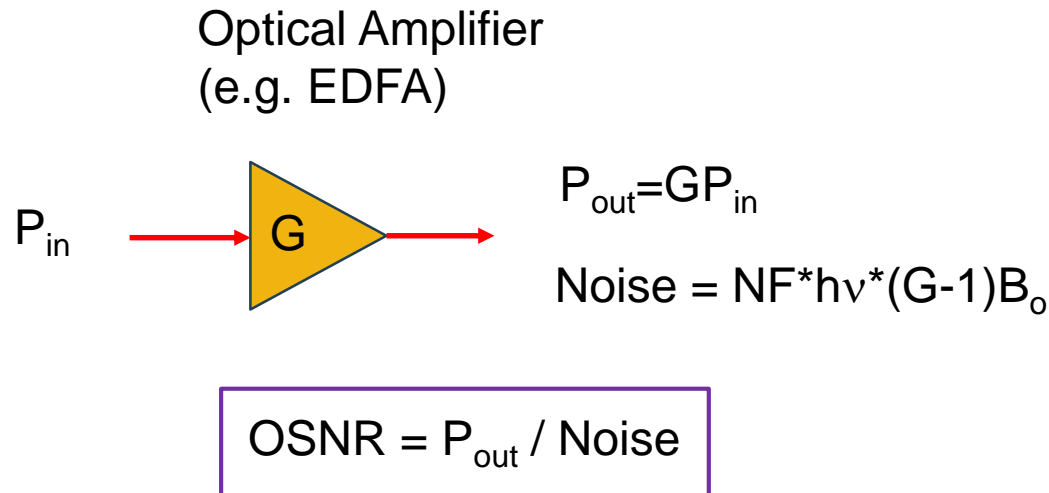 Optical Amplifier
(e.g. EDFA)
P_in
G
P_out=GP_in
Noise = NF*hν*(G-1)B_o
OSNR = P_out / Noise